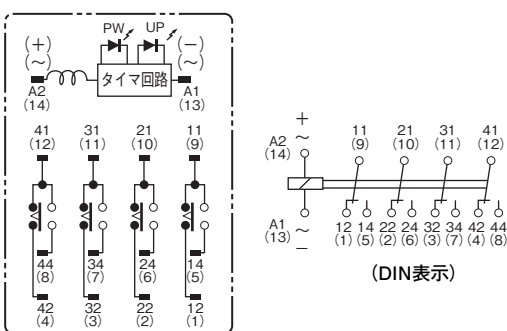 PW UP
(+) (−)
(~) (~)
タイマ回路
A2 A1
(14) (13)
41 31 21 11
(12) (11) (10) (9)
44 34 24 14
(8) (7) (6) (5)
42 32 22 12
(4) (3) (2) (1)
+
A2 ~ 11 21 31 41
(14) (9) (10) (11) (12)
A1 ~ 12 14 22 24 32 34 42 44
(13) (1) (5) (2) (6) (3) (7) (4) (8)
−
(DIN表示)